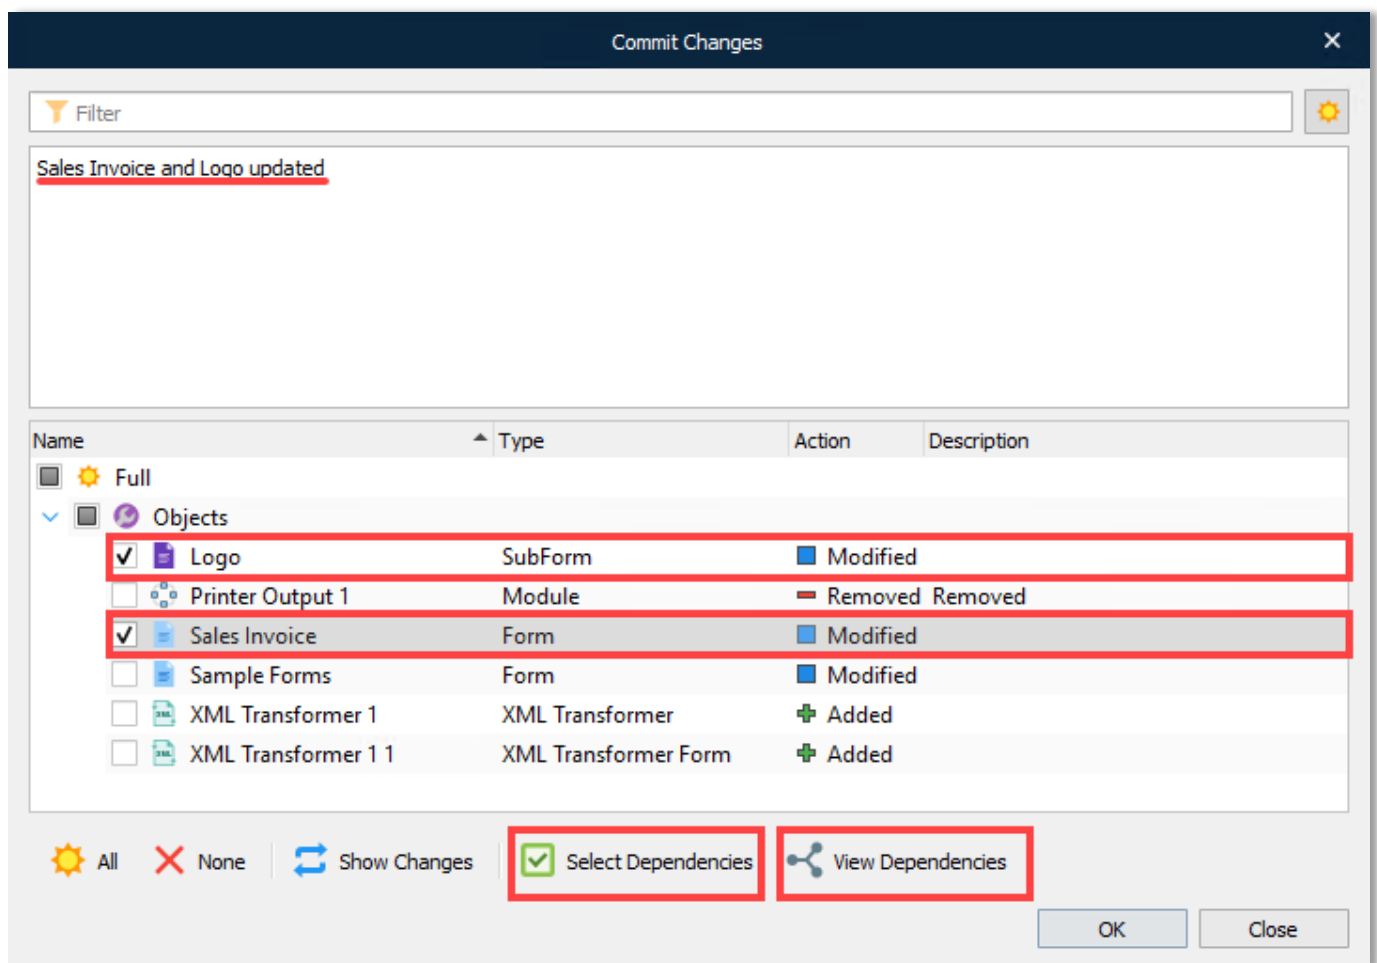 Commit Changes
Filter
Sales Invoice and Logo updated
Name Type Action Description
Full
Objects
Logo SubForm Modified
Printer Output 1 Module Removed Removed
Sales Invoice Form Modified
Sample Forms Form Modified
XML Transformer 1 XML Transformer Added
XML Transformer 1 1 XML Transformer Form Added
All None Show Changes Select Dependencies View Dependencies
OK Close